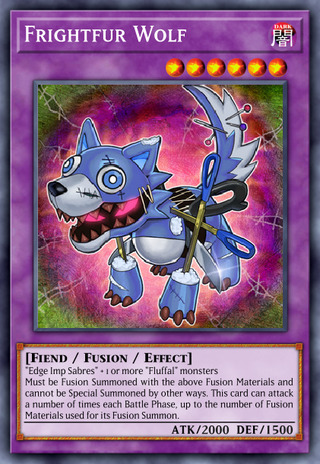 Frightfur Wolf
DARK
闇
[Fiend / Fusion / Effect]
"Edge Imp Sabres" + 1 or more "Fluffal" monsters
Must be Fusion Summoned with the above Fusion Materials and
cannot be Special Summoned by other ways. This card can attack
a number of times each Battle Phase, up to the number of Fusion
Materials used for its Fusion Summon.
ATK/2000 DEF/1500